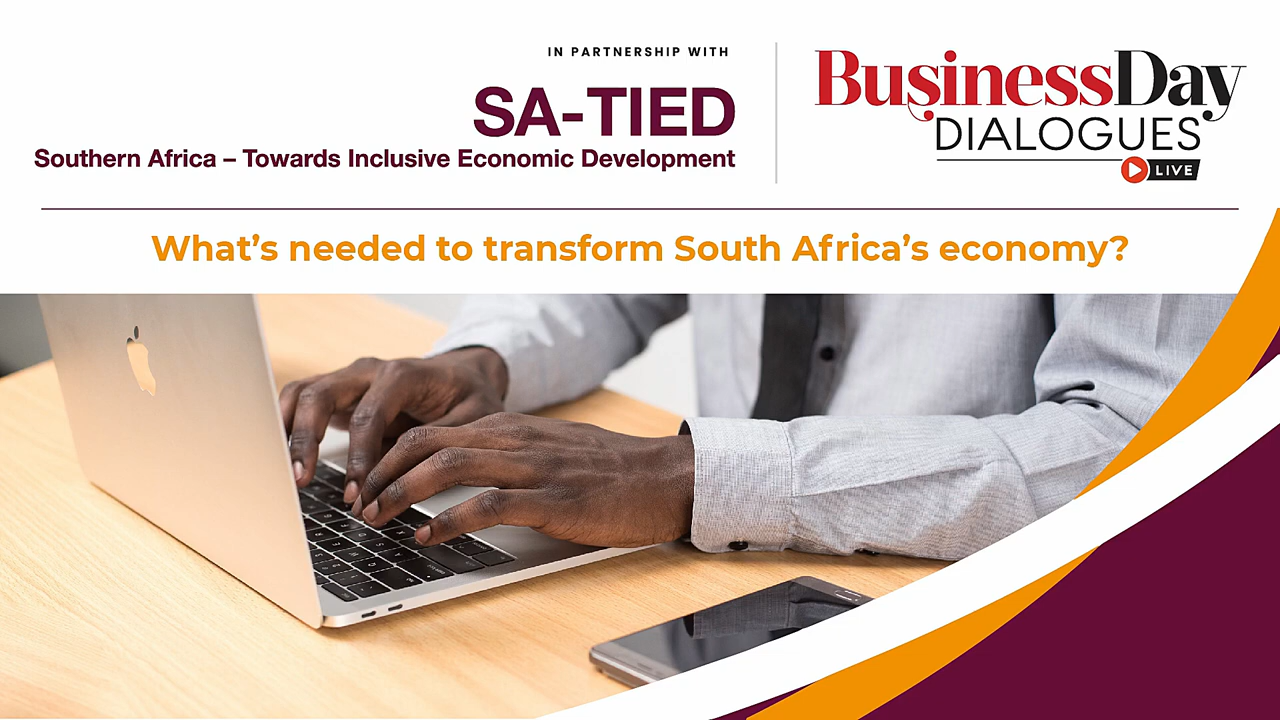 IN PARTNERSHIP WITH
SA-TIED
Southern Africa – Towards Inclusive Economic Development
BusinessDay
DIALOGUES
LIVE
What’s needed to transform South Africa’s economy?